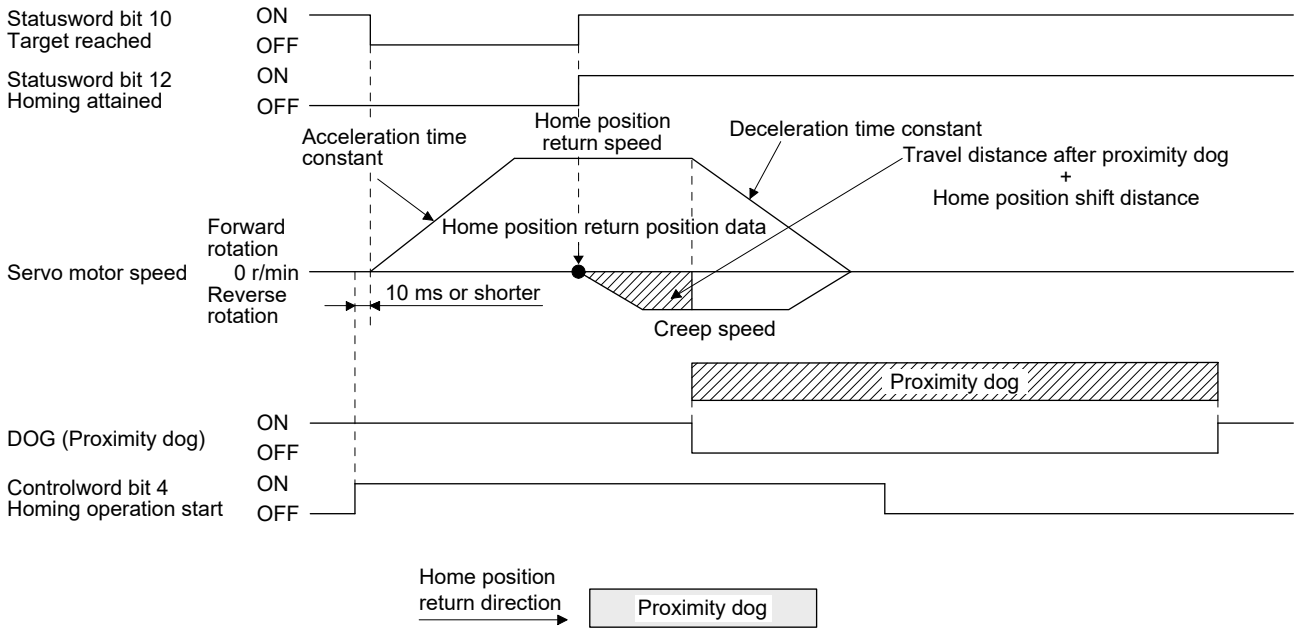 Statusword bit 10
Target reached
ON
OFF
Statusword bit 12
Homing attained
ON
OFF
Acceleration time
constant
Home position
return speed
Deceleration time constant
Travel distance after proximity dog
+
Home position shift distance
Home position return position data
Servo motor speed
Forward
rotation
0 r/min
Reverse
rotation
10 ms or shorter
Creep speed
Proximity dog
DOG (Proximity dog)
ON
OFF
Controlword bit 4
Homing operation start
ON
OFF
Home position
return direction
Proximity dog